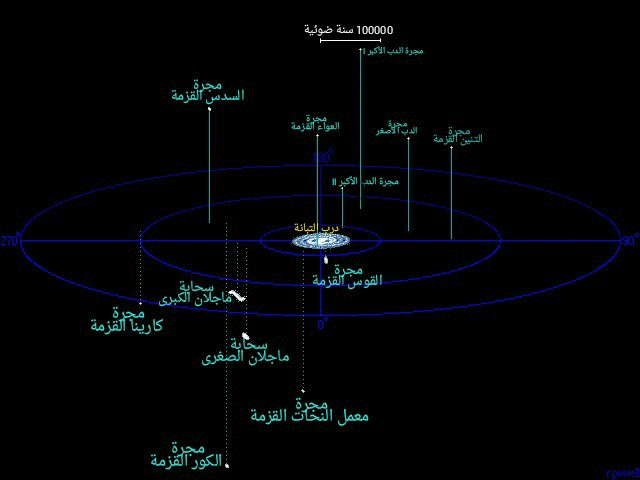 100000 سنة ضوئية
مجرة الدب الأكبر I
مجرة
السدس القزمة
مجرة
العواء القزمة
مجرة
الدب الأصغر
مجرة
التنين القزمة
180°
مجرة الدب الأكبر II
درب التبانة
270°
90°
مجرة
القوس القزمة
سحابة
ماجلان الكبرى
مجرة
كارينا القزمة
0°
سحابة
ماجلان الصغرى
مجرة
معمل النحات القزمة
مجرة
الكور القزمة
rpowell